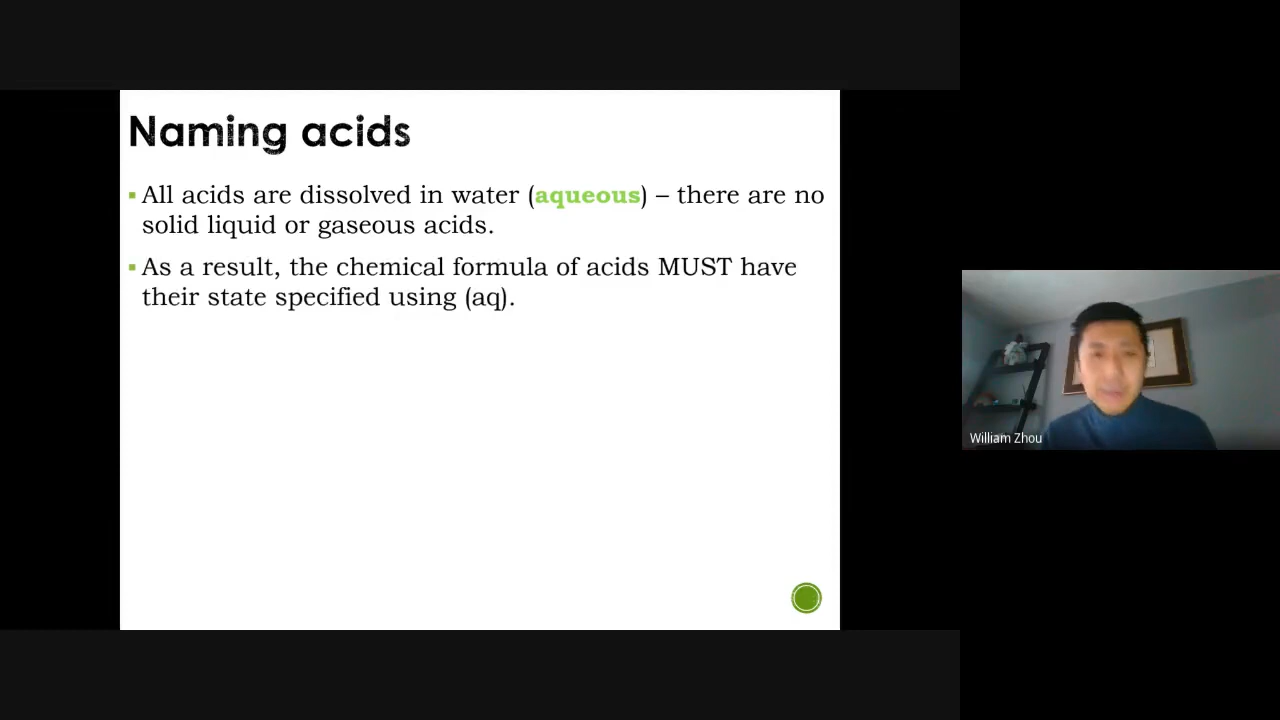 Naming acids
▪ All acids are dissolved in water (aqueous) – there are no
solid liquid or gaseous acids.
▪ As a result, the chemical formula of acids MUST have
their state specified using (aq).
William Zhou